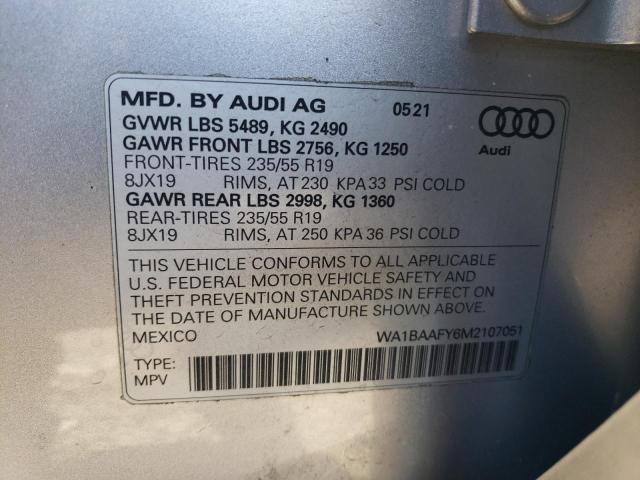 MFD. BY AUDI AG 05 21
GVWR LBS 5489, KG 2490
GAWR FRONT LBS 2756, KG 1250
FRONT-TIRES 235/55 R19
8JX19 RIMS, AT 230 KPA 33 PSI COLD
GAWR REAR LBS 2998, KG 1360
REAR-TIRES 235/55 R19
8JX19 RIMS, AT 250 KPA 36 PSI COLD
Audi
THIS VEHICLE CONFORMS TO ALL APPLICABLE
U.S. FEDERAL MOTOR VEHICLE SAFETY AND
THEFT PREVENTION STANDARDS IN EFFECT ON
THE DATE OF MANUFACTURE SHOWN ABOVE.
MEXICO WA1BAAFY6M2107051
TYPE:
MPV